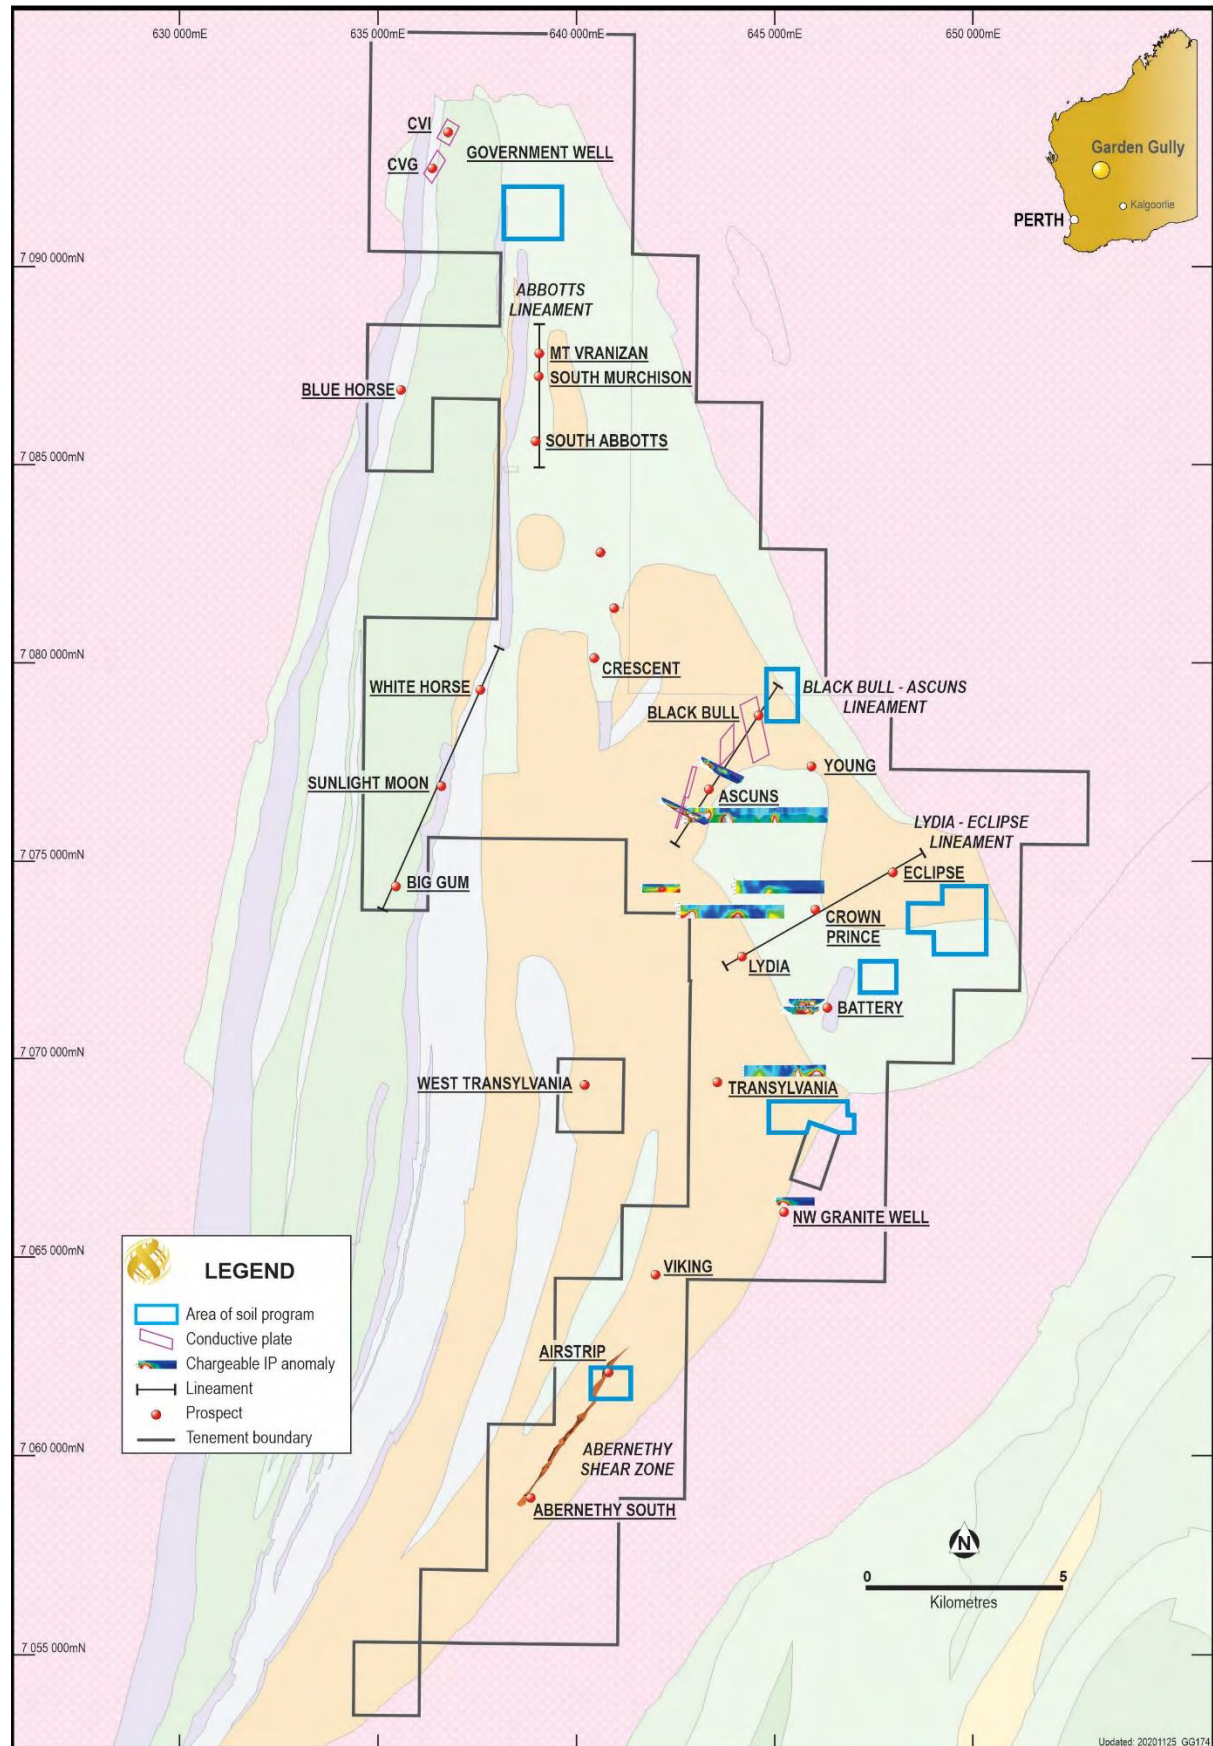 630 000mE
635 000mE
640 000mE
645 000mE
650 000mE
Garden Gully
Kalgoorlie
PERTH
CVI
GOVERNMENT WELL
CVG
7 090 000mN
ABBOTTS
LINEAMENT
MT VRANIZAN
SOUTH MURCHISON
BLUE HORSE
SOUTH ABBOTTS
7 085 000mN
7 080 000mN
CRESCENT
WHITE HORSE
BLACK BULL - ASCUNS
LINEAMENT
BLACK BULL
YOUNG
SUNLIGHT MOON
ASCUNS
LYDIA - ECLIPSE
LINEAMENT
7 075 000mN
ECLIPSE
BIG GUM
CROWN
PRINCE
LYDIA
BATTERY
7 070 000mN
WEST TRANSYLVANIA
TRANSYLVANIA
NW GRANITE WELL
7 065 000mN
VIKING
LEGEND
Area of soil program
Conductive plate
Chargeable IP anomaly
Lineament
Prospect
Tenement boundary
AIRSTRIP
7 060 000mN
ABERNETHY
SHEAR ZONE
ABERNETHY SOUTH
N
0 5
Kilometres
7 055 000mN
Updated: 20201125 GG174